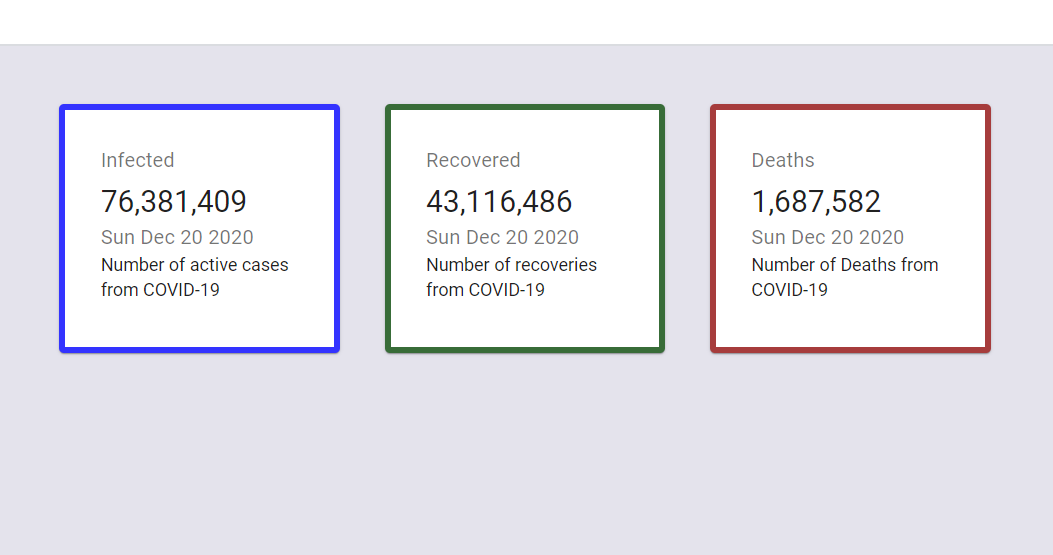 Infected
76,381,409
Sun Dec 20 2020
Number of active cases
from COVID-19
Recovered
43,116,486
Sun Dec 20 2020
Number of recoveries
from COVID-19
Deaths
1,687,582
Sun Dec 20 2020
Number of Deaths from
COVID-19